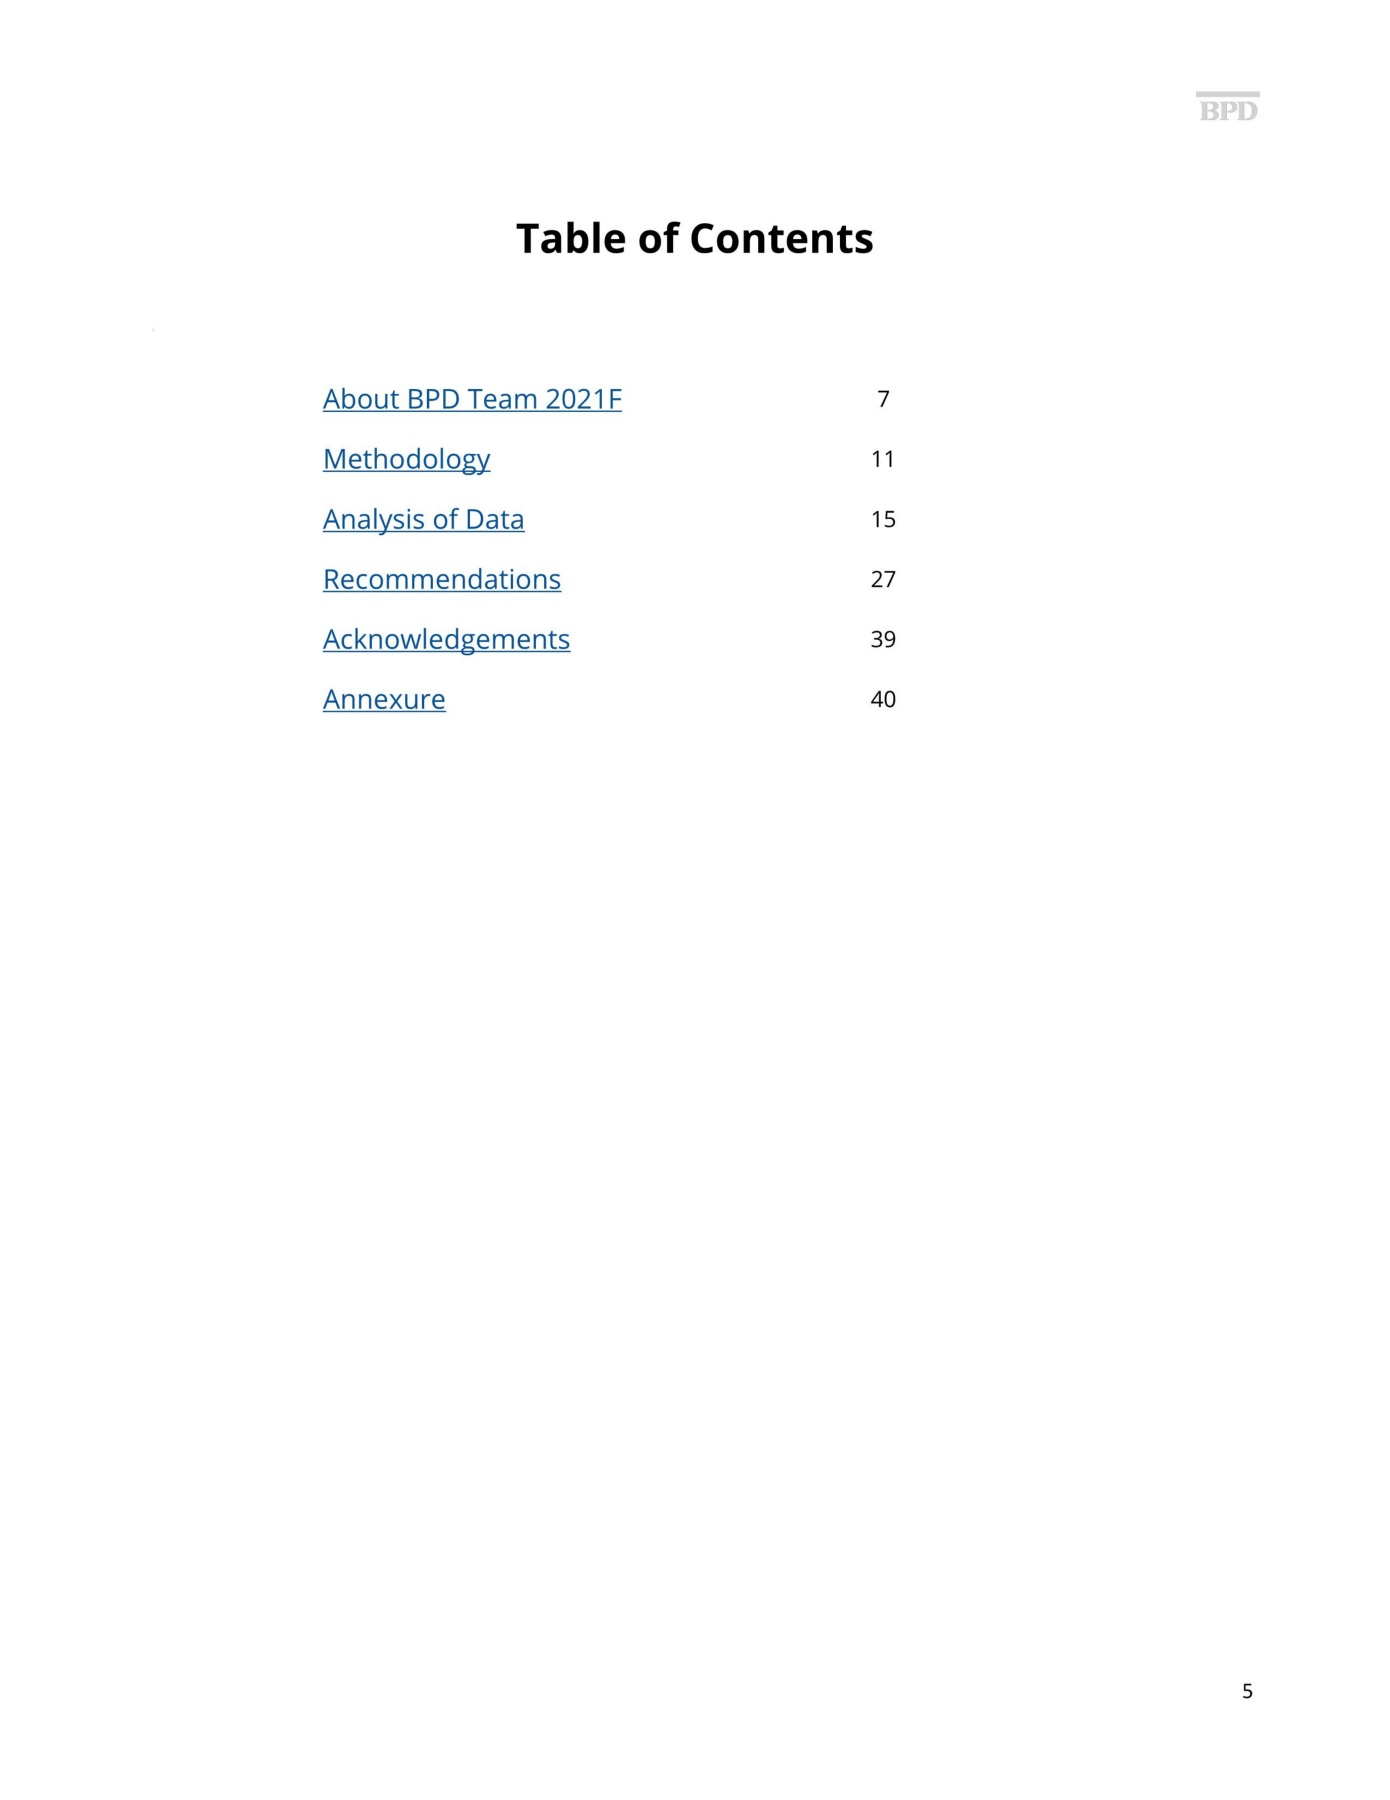 BPD
Table of Contents
About BPD Team 2021F 7
Methodology 11
Analysis of Data 15
Recommendations 27
Acknowledgements 39
Annexure 40
5